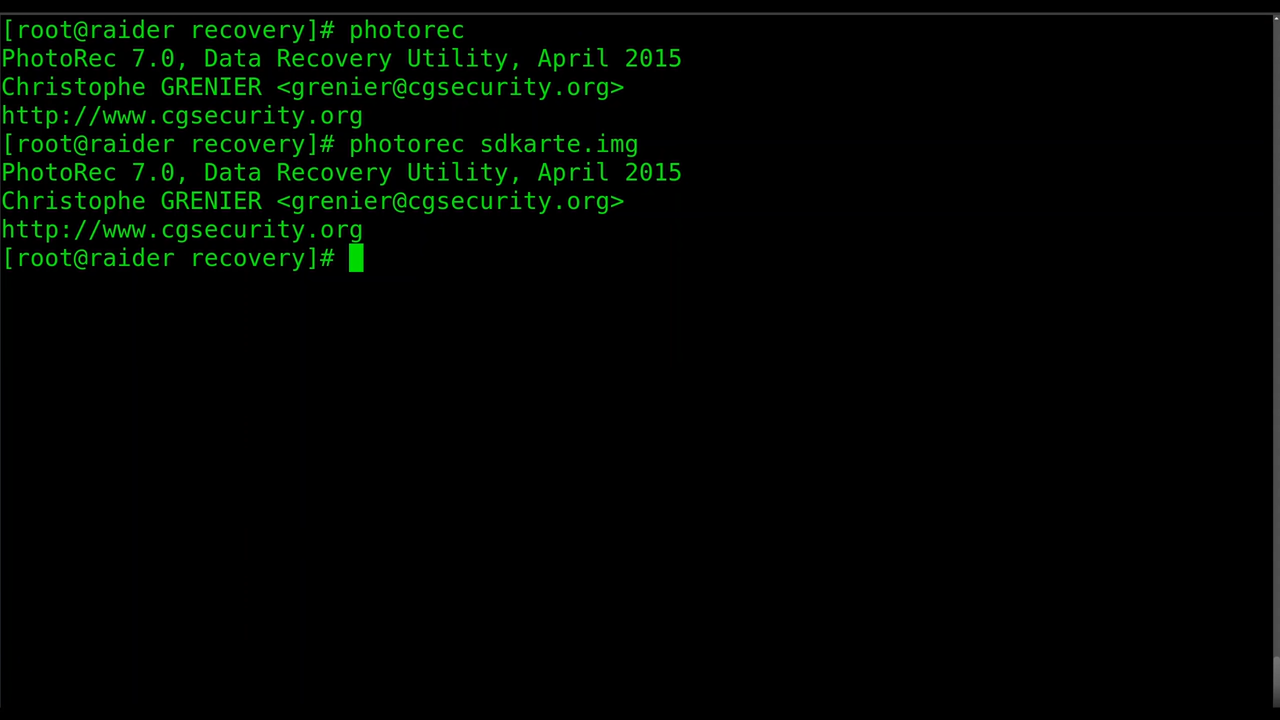 [root@raider recovery]# photorec
PhotoRec 7.0, Data Recovery Utility, April 2015
Christophe GRENIER <grenier@cgsecurity.org>
http://www.cgsecurity.org
[root@raider recovery]# photorec sdkarte.img
PhotoRec 7.0, Data Recovery Utility, April 2015
Christophe GRENIER <grenier@cgsecurity.org>
http://www.cgsecurity.org
[root@raider recovery]#